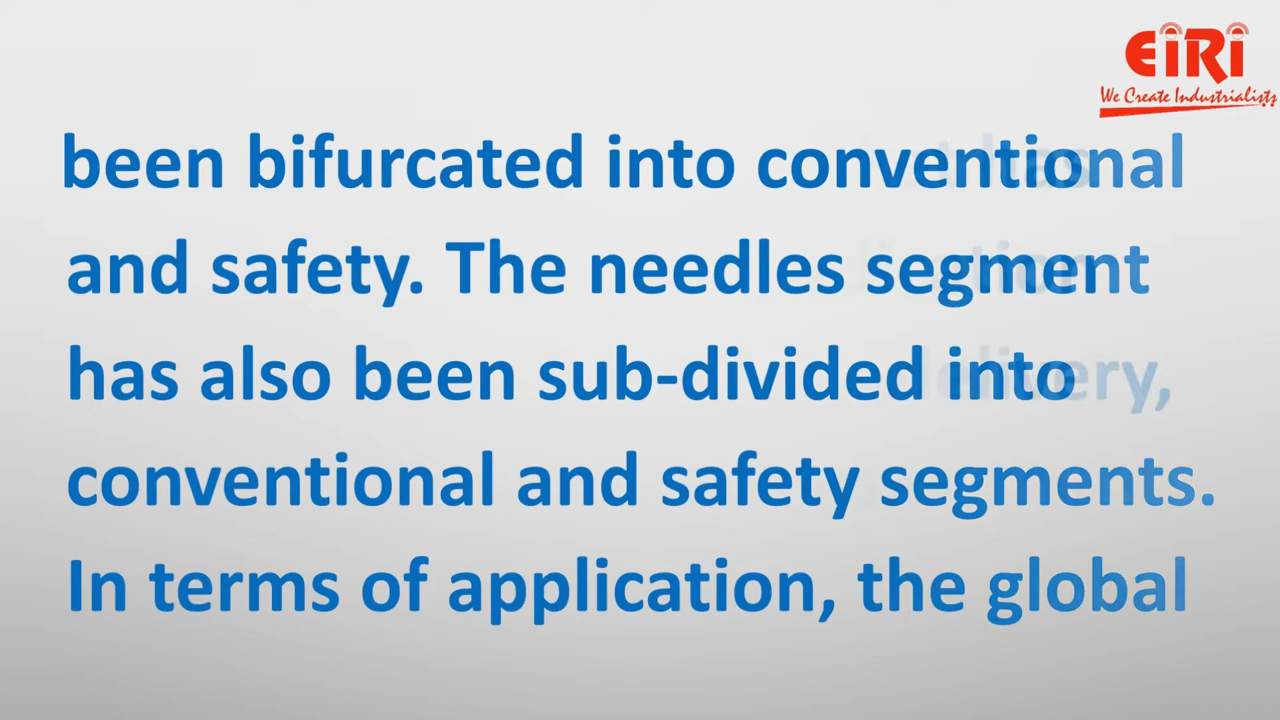 EiRi
We Create Industrialists
been bifurcated into conventional
and safety. The needles segment
has also been sub-divided into
delivery,
conventional and safety segments.
In terms of application, the global